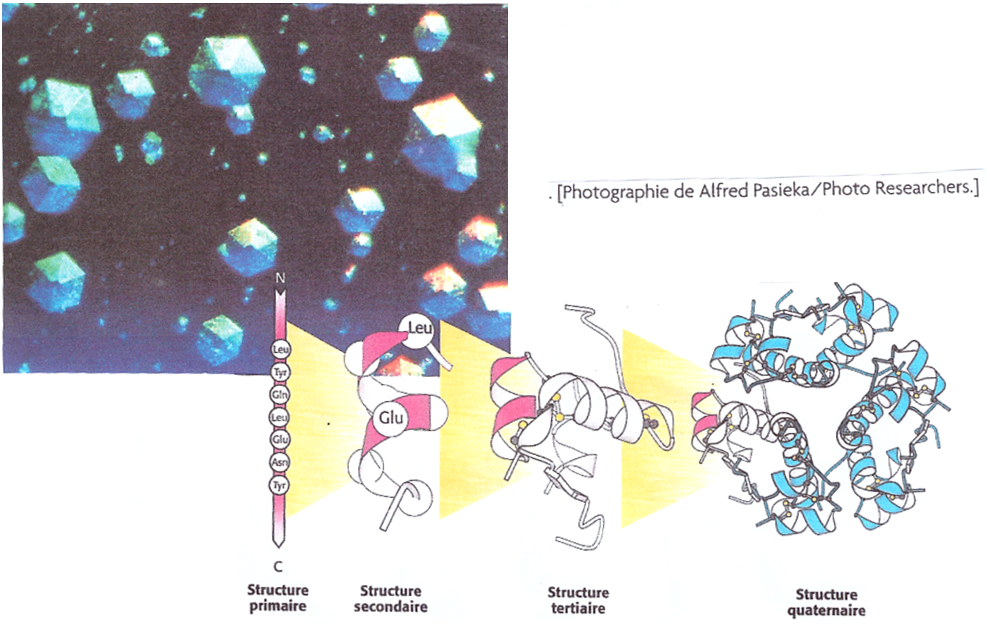 . [Photographie de Alfred Pasieka/Photo Researchers.]
N
Leu
Tyr
Gln
Leu
Glu
Asn
Tyr
C
Leu
Glu
Structure
primaire
Structure
secondaire
Structure
tertiaire
Structure
quaternaire